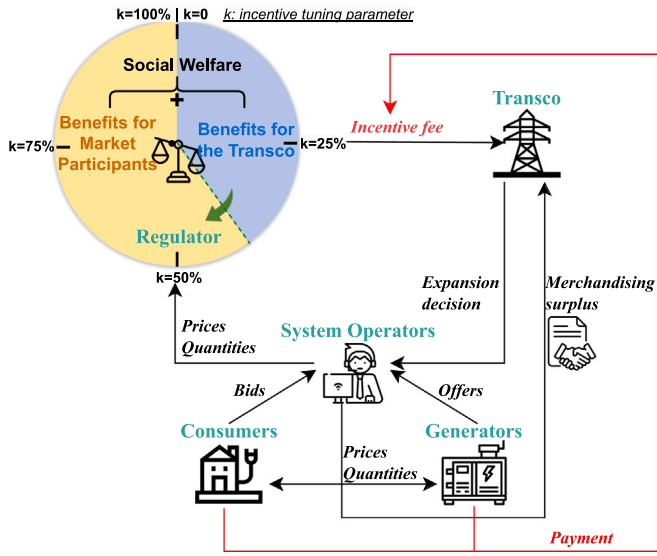 k=100%
k=0
k: incentive tuning parameter
Social Welfare
+
Benefits for
Market
Participants
Benefits for
the Transco
k=75%
k=25%
Incentive fee
Transco
Regulator
k=50%
Expansion
decision
Merchandising
surplus
Prices
Quantities
System Operators
Bids
Offers
Consumers
Generators
Prices
Quantities
Payment